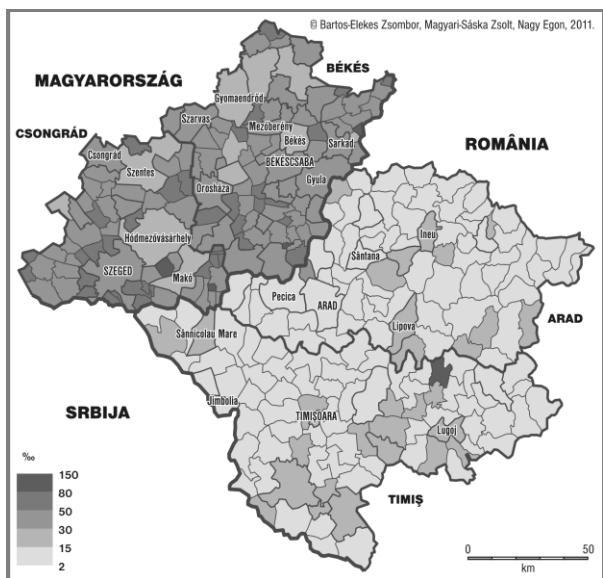 © Bartos-Elekes Zsombor, Magyari-Sáska Zsolt, Nagy Egon, 2011.
BÉKÉS
MAGYARORSZÁG
Gyomaendrőd
CSONGRÁD
Szarvas
Mezőberény
Csongrád
Békés
Sarkad
ROMÂNIA
BÉKÉSCSABA
Szentes
Gyula
Orosháza
Ineu
Hódmezővásárhely
Sântana
SZEGED
Makó
Pecica
ARAD
ARAD
Lipova
Sânnicolau Mare
SRBIJA
Jimbolia
TIMIŞOARA
Lugoj
‰
150
80
50
30
15
2
TIMIŞ
0
50
km